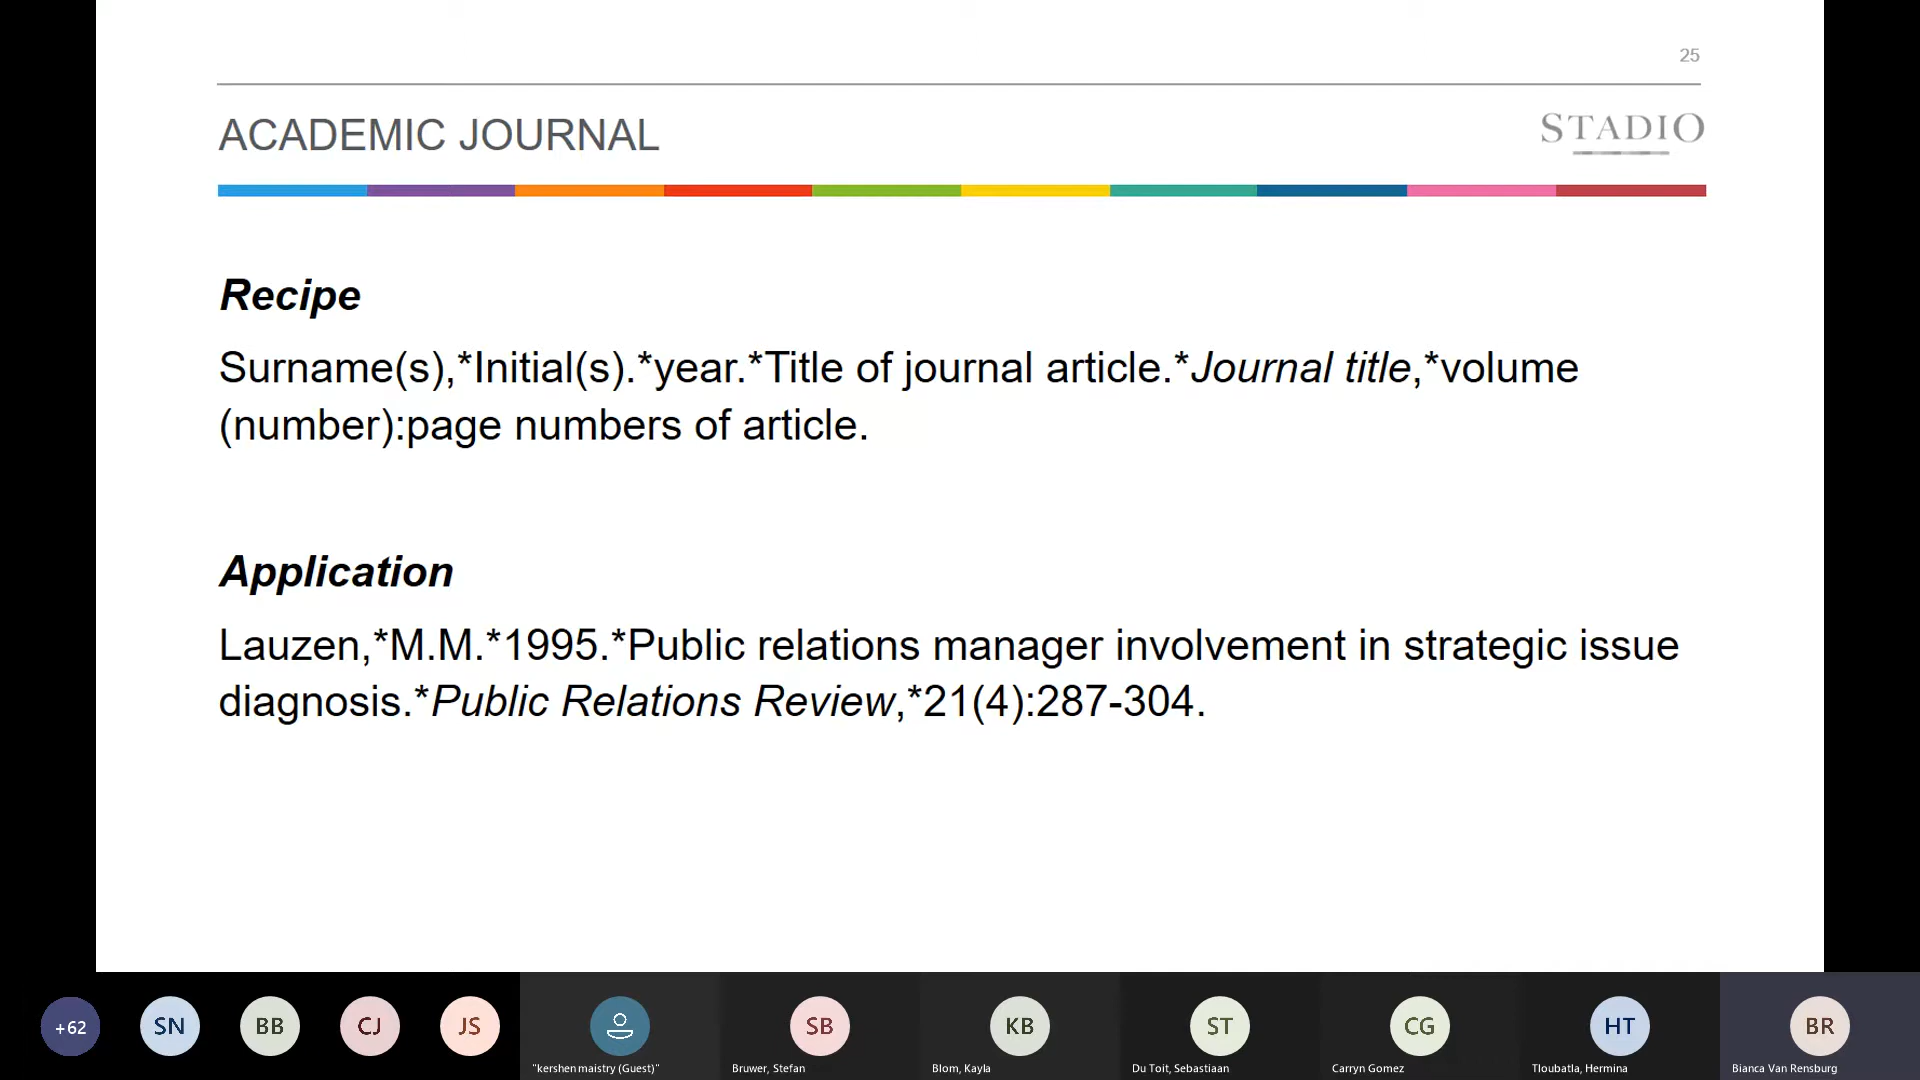 25
ACADEMIC JOURNAL
STADIO
Recipe
Surname(s),*Initial(s).*year.*Title of journal article.*Journal title,*volume
(number):page numbers of article.
Application
Lauzen,*M.M.*1995.*Public relations manager involvement in strategic issue
diagnosis.*Public Relations Review,*21(4):287-304.
+62
SN
BB
CJ
JS
SB
KB
ST
CG
HT
BR
"kershen maistry (Guest)"
Bruwer, Stefan
Blom, Kayla
Du Toit, Sebastiaan
Carryn Gomez
Tloubatla, Hermina
Bianca Van Rensburg